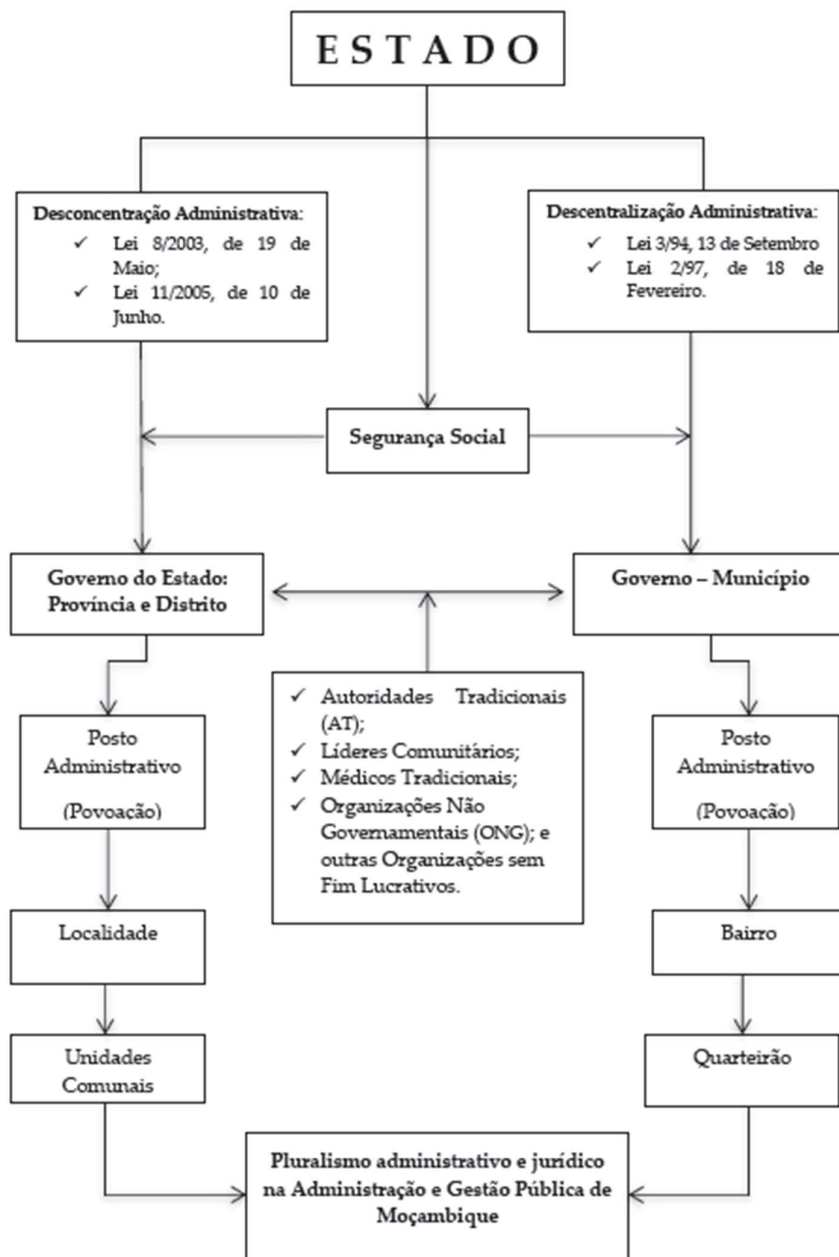 E S T A D O
Desconcentração Administrativa:
✓ Lei 8/2003, de 19 de
Maio;
✓ Lei 11/2005, de 10 de
Junho.
Descentralização Administrativa:
✓ Lei 3/94, 13 de Setembro
✓ Lei 2/97, de 18 de
Fevereiro.
Segurança Social
Governo do Estado:
Província e Distrito
Governo – Município
✓ Autoridades Tradicionais
(AT);
✓ Líderes Comunitários;
✓ Médicos Tradicionais;
✓ Organizações Não
Governamentais (ONG); e
outras Organizações sem
Fim Lucrativos.
Posto
Administrativo
(Povoação)
Posto
Administrativo
(Povoação)
Localidade
Bairro
Unidades
Comunais
Quarteirão
Pluralismo administrativo e jurídico
na Administração e Gestão Pública de
Moçambique